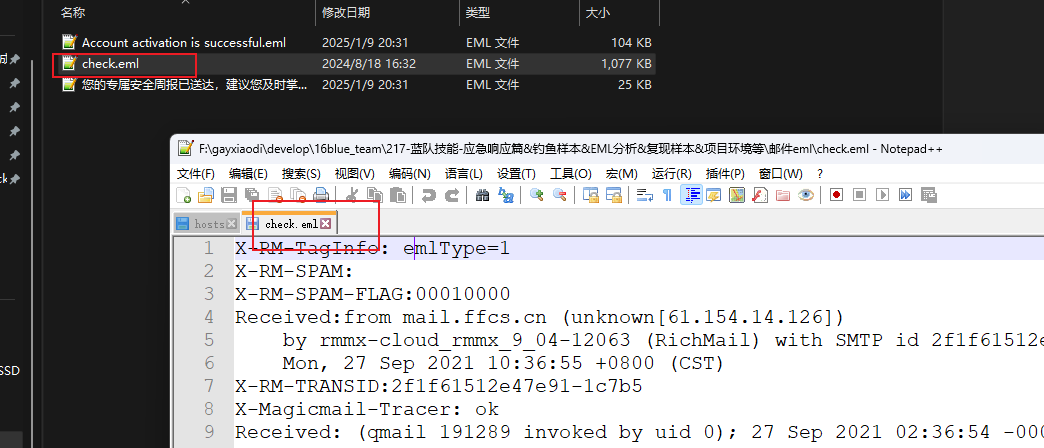 名称 修改日期 类型 大小
Account activation is successful.eml 2025/1/9 20:31 EML 文件 104 KB
check.eml 2024/8/18 16:32 EML 文件 1,077 KB
您的专属安全周报已送达，建议您及时掌... 2025/1/9 20:31 EML 文件 25 KB
F:\gayxiaodi\develop\16blue_team\217-蓝队技能-应急响应篇&钓鱼样本&EML分析&复现样本&项目环境等\邮件eml\check.eml - Notepad++
文件(F) 编辑(E) 搜索(S) 视图(V) 编码(N) 语言(L) 设置(T) 工具(O) 宏(M) 运行(R) 插件(P) 窗口(W) ?
hosts check.eml
1 X-RM-TagInfo: emlType=1
2 X-RM-SPAM:
3 X-RM-SPAM-FLAG:00010000
4 Received:from mail.ffcs.cn (unknown[61.154.14.126])
5 by rmmx-cloud_rmmx_9_04-12063 (RichMail) with SMTP id 2f1f61512e
6 Mon, 27 Sep 2021 10:36:55 +0800 (CST)
7 X-RM-TRANSID:2f1f61512e47e91-1c7b5
8 X-Magicmail-Tracer: ok
SSD
9 Received: (qmail 191289 invoked by uid 0); 27 Sep 2021 02:36:54 -000